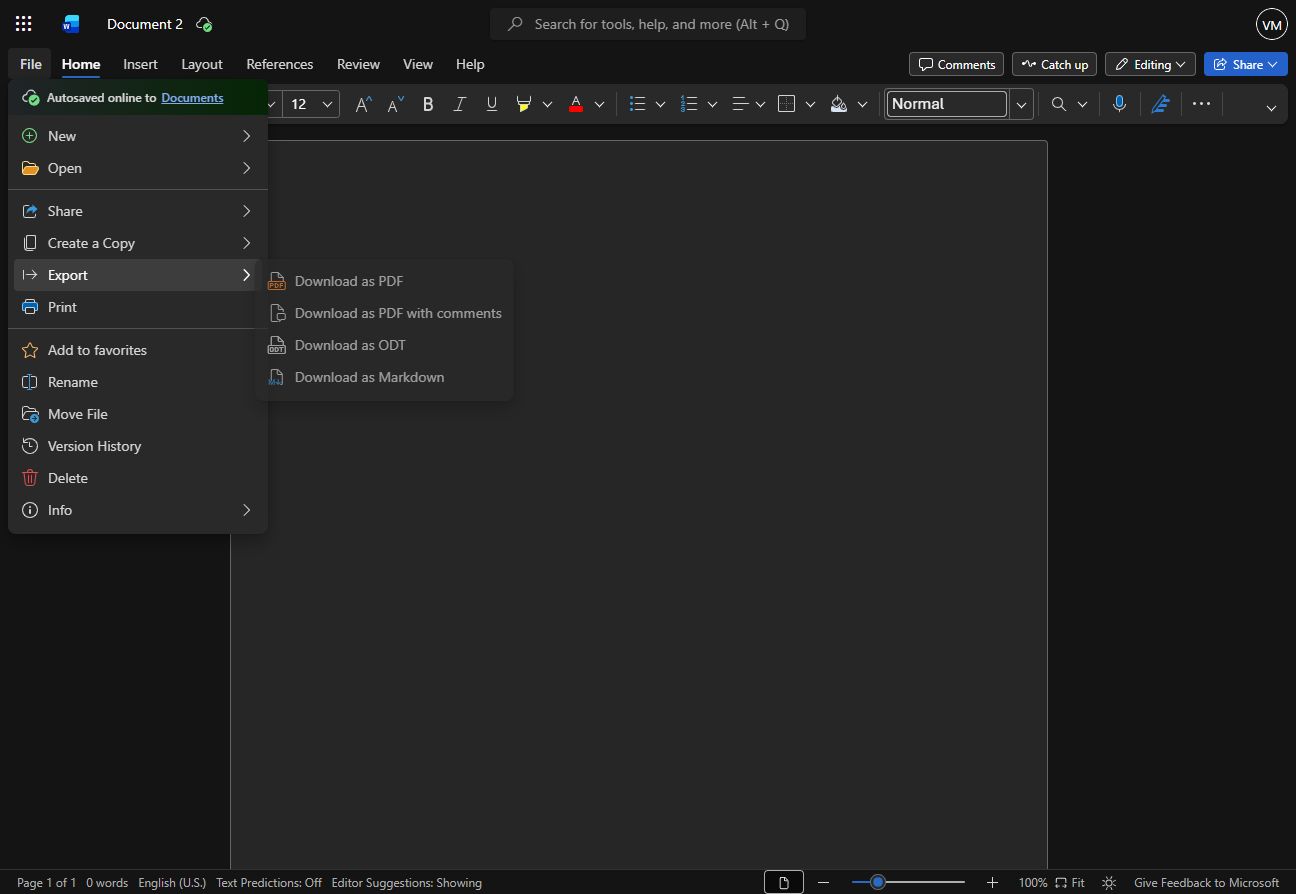 Document 2
Search for tools, help, and more (Alt + Q)
VM
File Home Insert Layout References Review View Help
Comments Catch up Editing Share
Autosaved online to Documents
12
Normal
New
Open
Share
Create a Copy
Export
Print
Add to favorites
Rename
Move File
Version History
Delete
Info
Download as PDF
Download as PDF with comments
Download as ODT
Download as Markdown
Page 1 of 1 0 words English (U.S.) Text Predictions: Off Editor Suggestions: Showing
100% Fit Give Feedback to Microsoft